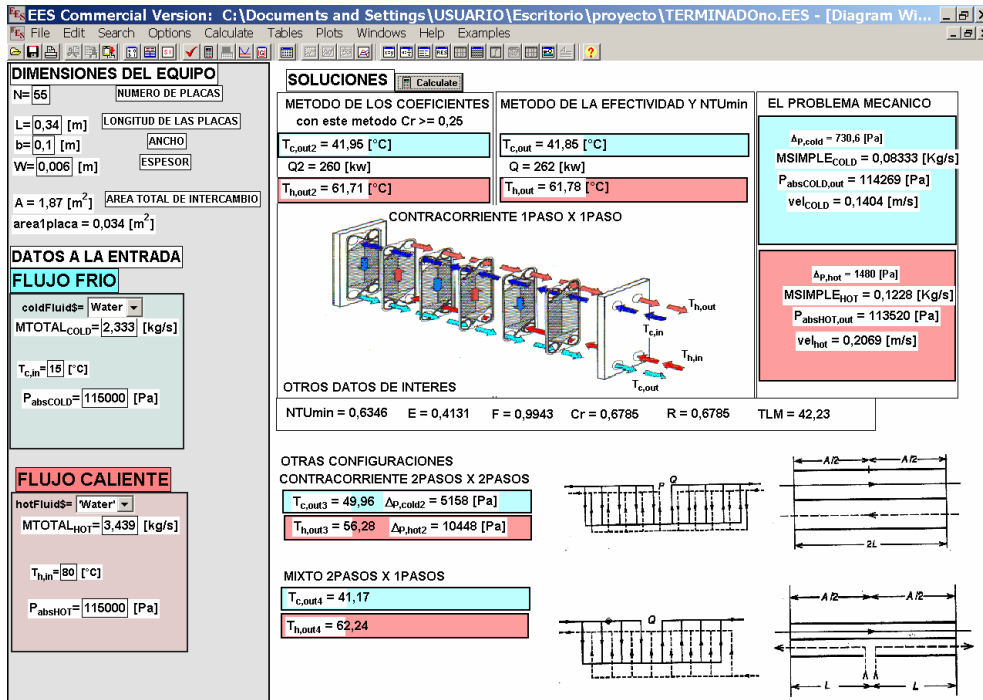 EES Commercial Version: C:\Documents and Settings\USUARIO\Escritorio\proyecto\TERMINADOno.EES - [Diagram Wi...
File Edit Search Options Calculate Tables Plots Windows Help Examples
DIMENSIONES DEL EQUIPO
N= 55 NUMERO DE PLACAS
L= 0,34 [m] LONGITUD DE LAS PLACAS
b= 0,1 [m] ANCHO
W= 0,006 [m] ESPESOR
A = 1,87 [m²] AREA TOTAL DE INTERCAMBIO
area1placa = 0,034 [m²]
DATOS A LA ENTRADA
FLUJO FRIO
coldFluid$= Water
MTOTALCOLD= 2,333 [kg/s]
Tc,in= 15 [°C]
PabsCOLD= 115000 [Pa]
FLUJO CALIENTE
hotFluid$= 'Water'
MTOTALHOT= 3,439 [kg/s]
Th,in= 80 [°C]
PabsHOT= 115000 [Pa]
SOLUCIONES Calculate
METODO DE LOS COEFICIENTES
con este metodo Cr >= 0,25
Tc,out2 = 41,95 [°C]
Q2 = 260 [kw]
Th,out2 = 61,71 [°C]
METODO DE LA EFECTIVIDAD Y NTUmin
Tc,out = 41,85 [°C]
Q = 262 [kw]
Th,out = 61,78 [°C]
EL PROBLEMA MECANICO
ΔP,cold = 730,6 [Pa]
MSIMPLECOLD = 0,08333 [Kg/s]
PabsCOLD,out = 114269 [Pa]
velCOLD = 0,1404 [m/s]
ΔP,hot = 1480 [Pa]
MSIMPLEHOT = 0,1228 [Kg/s]
PabsHOT,out = 113520 [Pa]
velhot = 0,2069 [m/s]
CONTRACORRIENTE 1PASO X 1PASO
Th,out
Tc,in
Th,in
Tc,out
OTROS DATOS DE INTERES
NTUmin = 0,6346 E = 0,4131 F = 0,9943 Cr = 0,6785 R = 0,6785 TLM = 42,23
OTRAS CONFIGURACIONES
CONTRACORRIENTE 2PASOS X 2PASOS
Tc,out3 = 49,96 ΔP,cold2 = 5158 [Pa]
Th,out3 = 56,28 ΔP,hot2 = 10448 [Pa]
P Q
A/2 A/2
2L
MIXTO 2PASOS X 1PASOS
Tc,out4 = 41,17
Th,out4 = 62,24
Q
A/2 A/2
L L